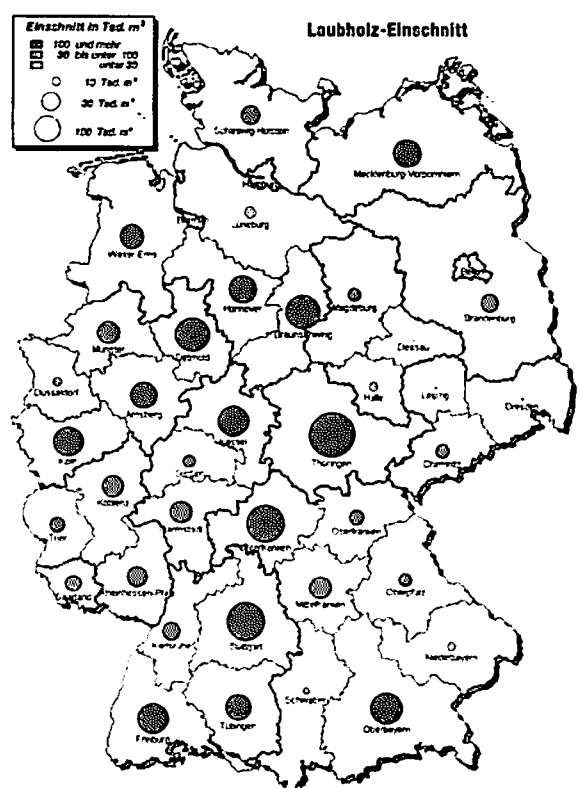 Laubholz-Einschnitt
Einschnitt in Tsd. m³
100 und mehr
30 bis unter 100
unter 30
10 Tsd. m³
30 Tsd. m³
100 Tsd. m³
Schleswig Holstein
Mecklenburg Vorpommern
Hamburg
Lüneburg
Weser Ems
Hannover
Braunschweig
Magdeburg
Brandenburg
Münster
Detmold
Dessau
Düsseldorf
Arnsberg
Kassel
Halle
Leipzig
Dresden
Köln
Thüringen
Chemnitz
Koblenz
Darmstadt
Unterfranken
Oberfranken
Trier
Saarland
Rheinhessen-Pfalz
Mittelfranken
Oberpfalz
Karlsruhe
Stuttgart
Niederbayern
Schwaben
Freiburg
Tübingen
Oberbayern